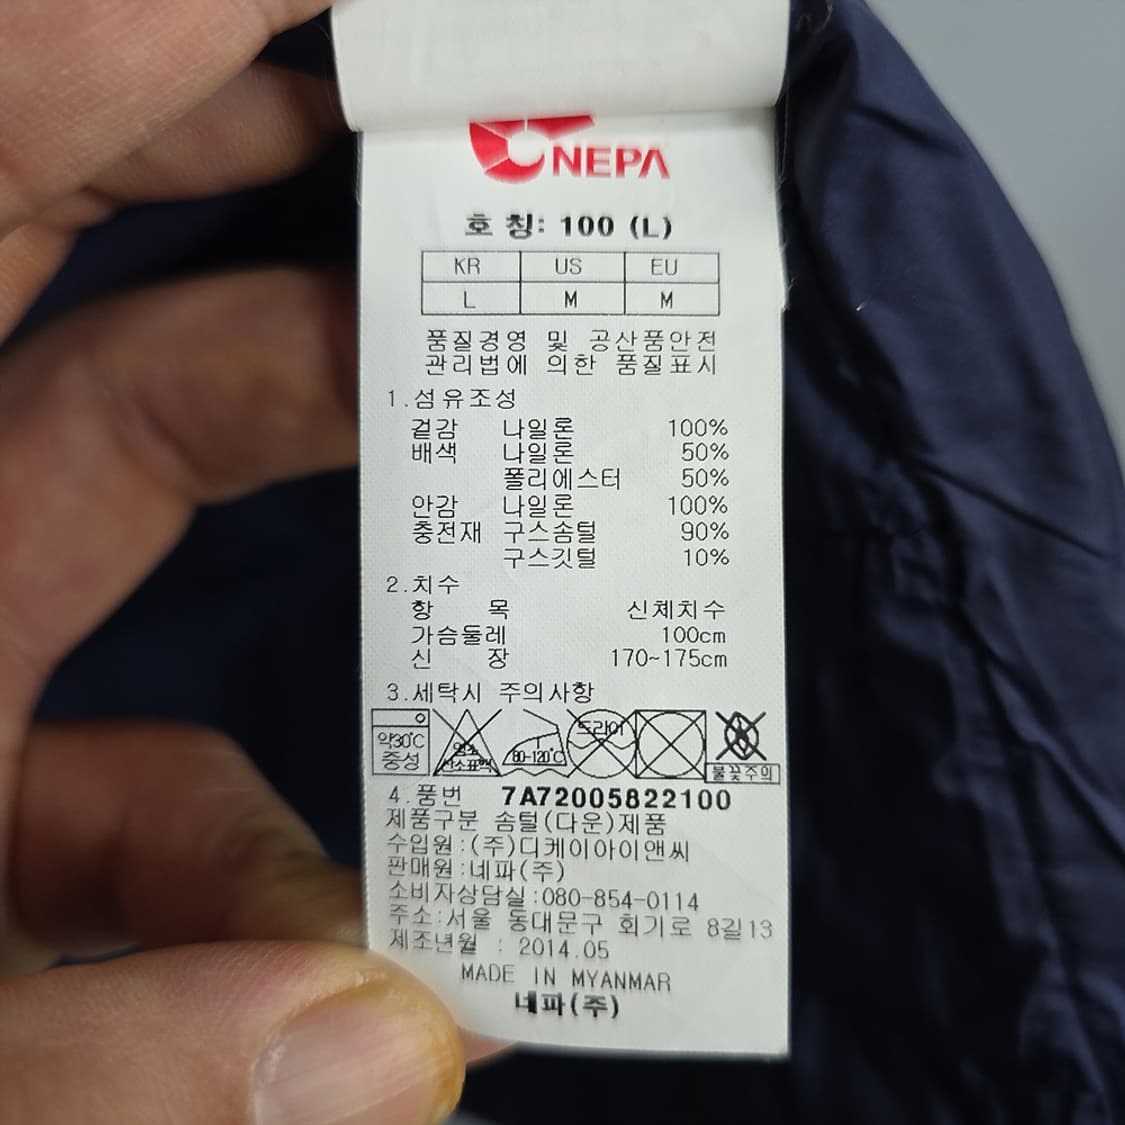 NEPA
호 칭: 100 (L)
KR US EU
L M M
품질경영 및 공산품안전
관리법에 의한 품질표시
1.섬유조성
겉감 나일론 100%
배색 나일론 50%
폴리에스터 50%
안감 나일론 100%
충전재 구스솜털 90%
구스깃털 10%
2.치수
항 목 신체치수
가슴둘레 100cm
신 장 170~175cm
3.세탁시 주의사항
약30℃ 중성 염소 산소표백 80-120℃ 드라이 불꽃주의
4.품번 7A72005822100
제품구분 솜털(다운)제품
수입원:(주)디케이아이앤씨
판매원:네파(주)
소비자상담실:080-854-0114
주소:서울 동대문구 회기로 8길13
제조년월 : 2014.05
MADE IN MYANMAR
네파(주)